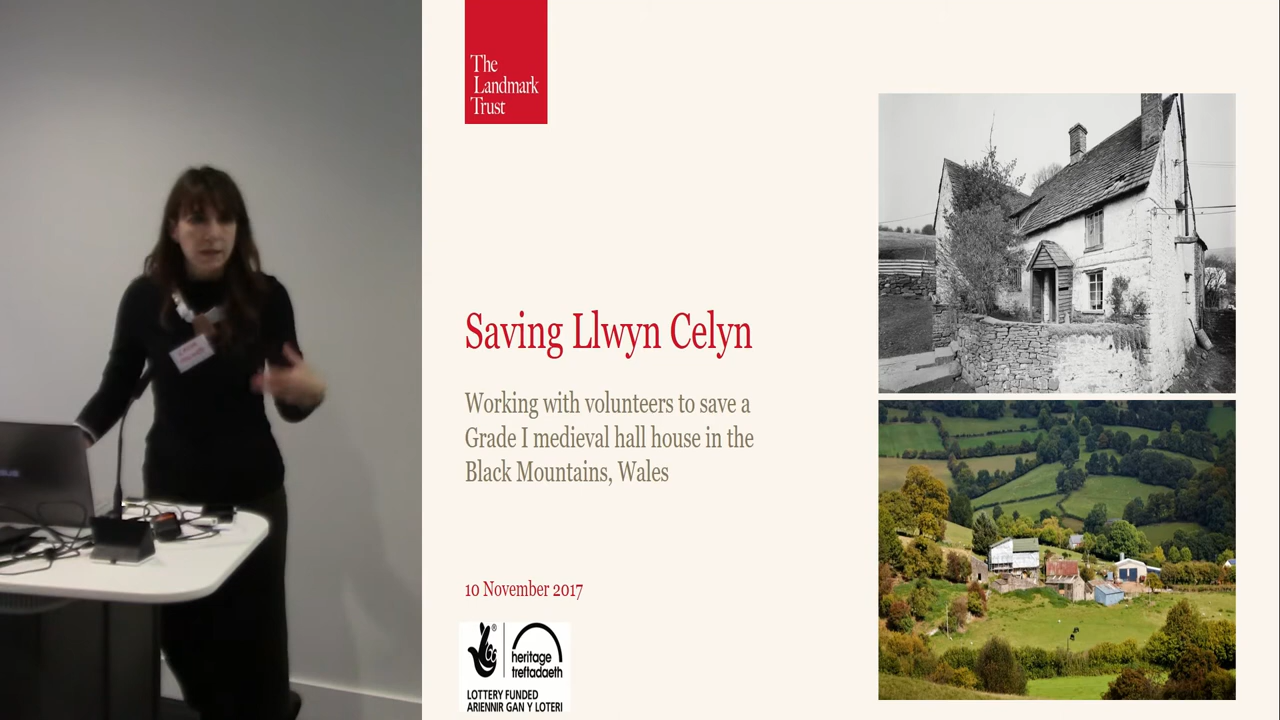 The
Landmark
Trust
Saving Llwyn Celyn
Working with volunteers to save a
Grade I medieval hall house in the
Black Mountains, Wales
10 November 2017
heritage
treftadaeth
LOTTERY FUNDED
ARIENNIR GAN Y LOTERI